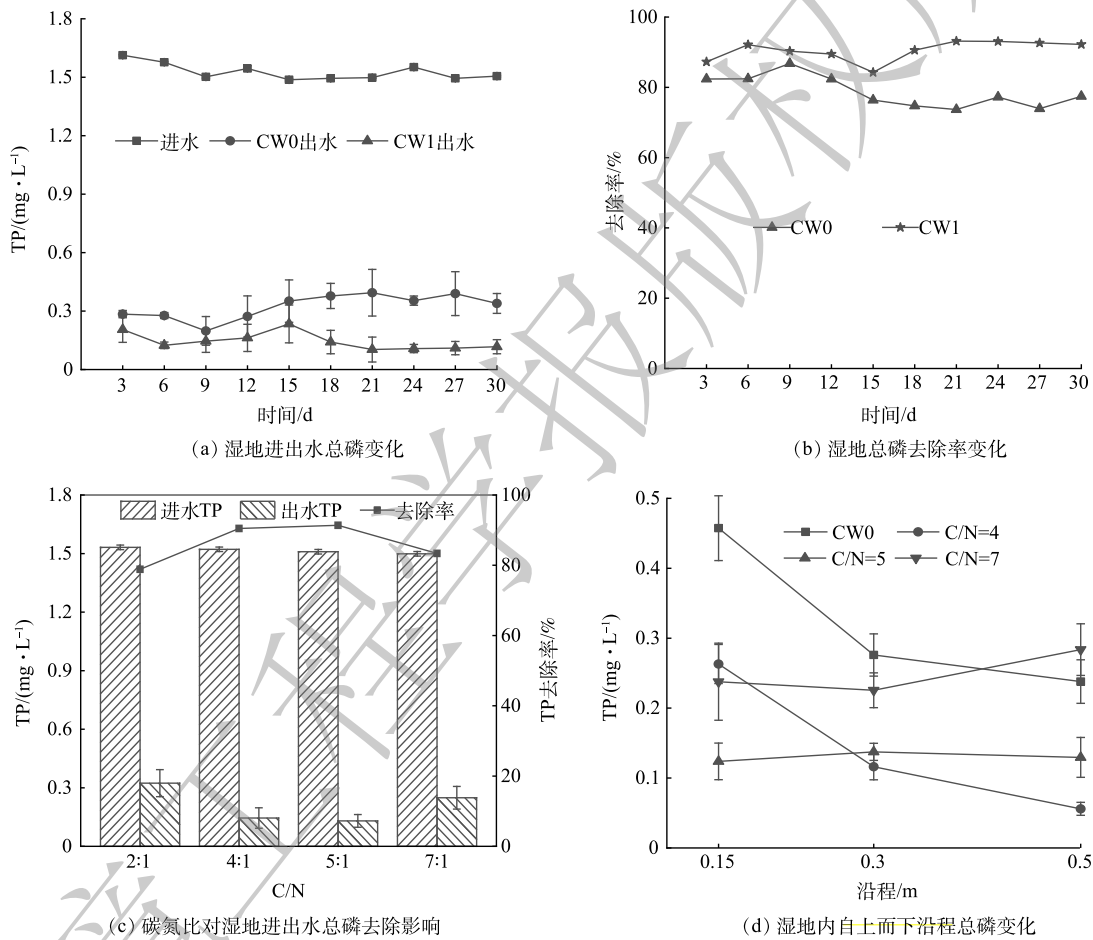 1.8
1.5
1.2
0.9
0.6
0.3
0
TP/(mg·L⁻¹)
进水 CW0出水 CW1出水
3 6 9 12 15 18 21 24 27 30
时间/d
（a）湿地进出水总磷变化
100
80
60
40
20
0
去除率/%
CW0 CW1
3 6 9 12 15 18 21 24 27 30
时间/d
（b）湿地总磷去除率变化
1.8
1.5
1.2
0.9
0.6
0.3
0
TP/(mg·L⁻¹)
进水TP 出水TP 去除率
100
80
60
40
20
0
TP去除率/%
2:1 4:1 5:1 7:1
C/N
（c）碳氮比对湿地进出水总磷去除影响
0.5
0.4
0.3
0.2
0.1
0
TP/(mg·L⁻¹)
CW0 C/N=4
C/N=5 C/N=7
0.15 0.3 0.5
沿程/m
（d）湿地内自上而下沿程总磷变化
工程学报版权